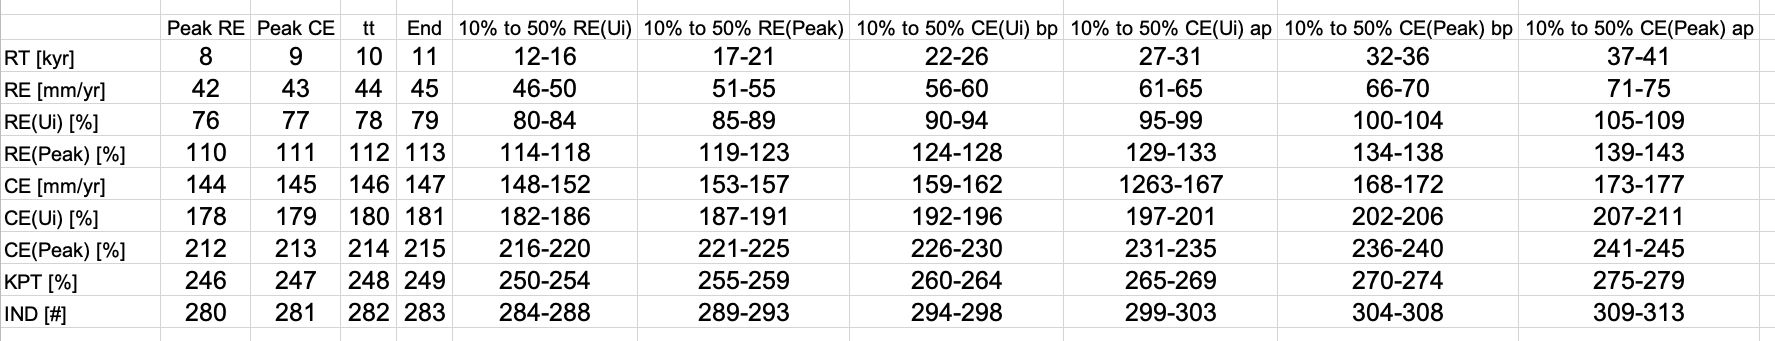 Peak RE Peak CE tt End 10% to 50% RE(Ui) 10% to 50% RE(Peak) 10% to 50% CE(Ui) bp 10% to 50% CE(Ui) ap 10% to 50% CE(Peak) bp 10% to 50% CE(Peak) ap
RT [kyr] 8 9 10 11 12-16 17-21 22-26 27-31 32-36 37-41
RE [mm/yr] 42 43 44 45 46-50 51-55 56-60 61-65 66-70 71-75
RE(Ui) [%] 76 77 78 79 80-84 85-89 90-94 95-99 100-104 105-109
RE(Peak) [%] 110 111 112 113 114-118 119-123 124-128 129-133 134-138 139-143
CE [mm/yr] 144 145 146 147 148-152 153-157 159-162 1263-167 168-172 173-177
CE(Ui) [%] 178 179 180 181 182-186 187-191 192-196 197-201 202-206 207-211
CE(Peak) [%] 212 213 214 215 216-220 221-225 226-230 231-235 236-240 241-245
KPT [%] 246 247 248 249 250-254 255-259 260-264 265-269 270-274 275-279
IND [#] 280 281 282 283 284-288 289-293 294-298 299-303 304-308 309-313